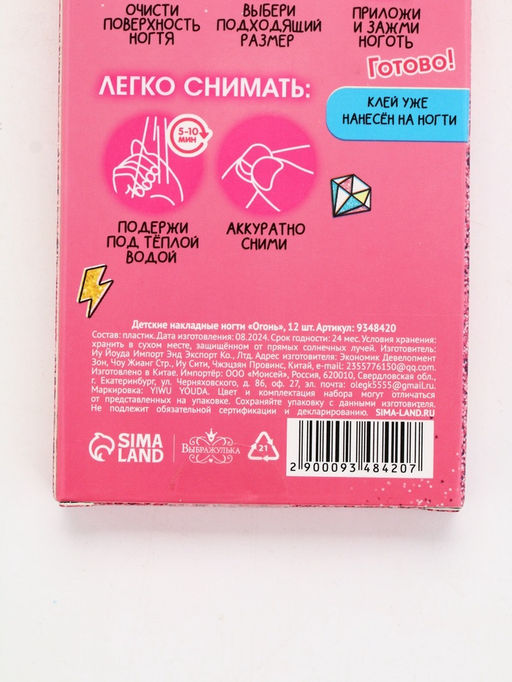 ОЧИСТИ ПОВЕРХНОСТЬ НОГТЯ
ВЫБЕРИ ПОДХОДЯЩИЙ РАЗМЕР
ПРИЛОЖИ И ЗАЖМИ НОГОТЬ
Готово!
ЛЕГКО СНИМАТЬ:
КЛЕЙ УЖЕ
НАНЕСЁН НА НОГТИ
5-10
МИН
ПОДЕРЖИ
ПОД ТЁПЛОЙ
ВОДОЙ
АККУРАТНО
СНИМИ
Детские накладные ногти «Огонь», 12 шт. Артикул: 9348420
Состав: пластик. Дата изготовления: 08.2024. Срок годности: 24 мес. Условия хранения:
хранить в сухом месте, защищённом от прямых солнечных лучей. Изготовитель:
Иу Йоуда Импорт Энд Экспорт Ко., Лтд. Адрес изготовителя: Экономик Девелопмент
Зон, Чоу Жианг Стр., Иу Сити, Чжэцзян Провинс, Китай, e-mail: 2355776150@qq.com.
Изготовлено в Китае. Импортёр: ООО «Моисей», Россия, 620010, Свердловская обл.,
г. Екатеринбург, ул. Черняховского, д. 86, оф. 27, эл. почта: olegk5555@gmail.ru.
Маркировка: YIWU YOUDA. Цвет и комплектация набора могут отличаться
от представленных на упаковке. Сохраняйте упаковку с данными изготовителя.
Не подлежит обязательной сертификации и декларированию. SIMA-LAND.RU
SIMA
LAND
ВЫБРАЖУЛЬКА
21
2 900093 484207